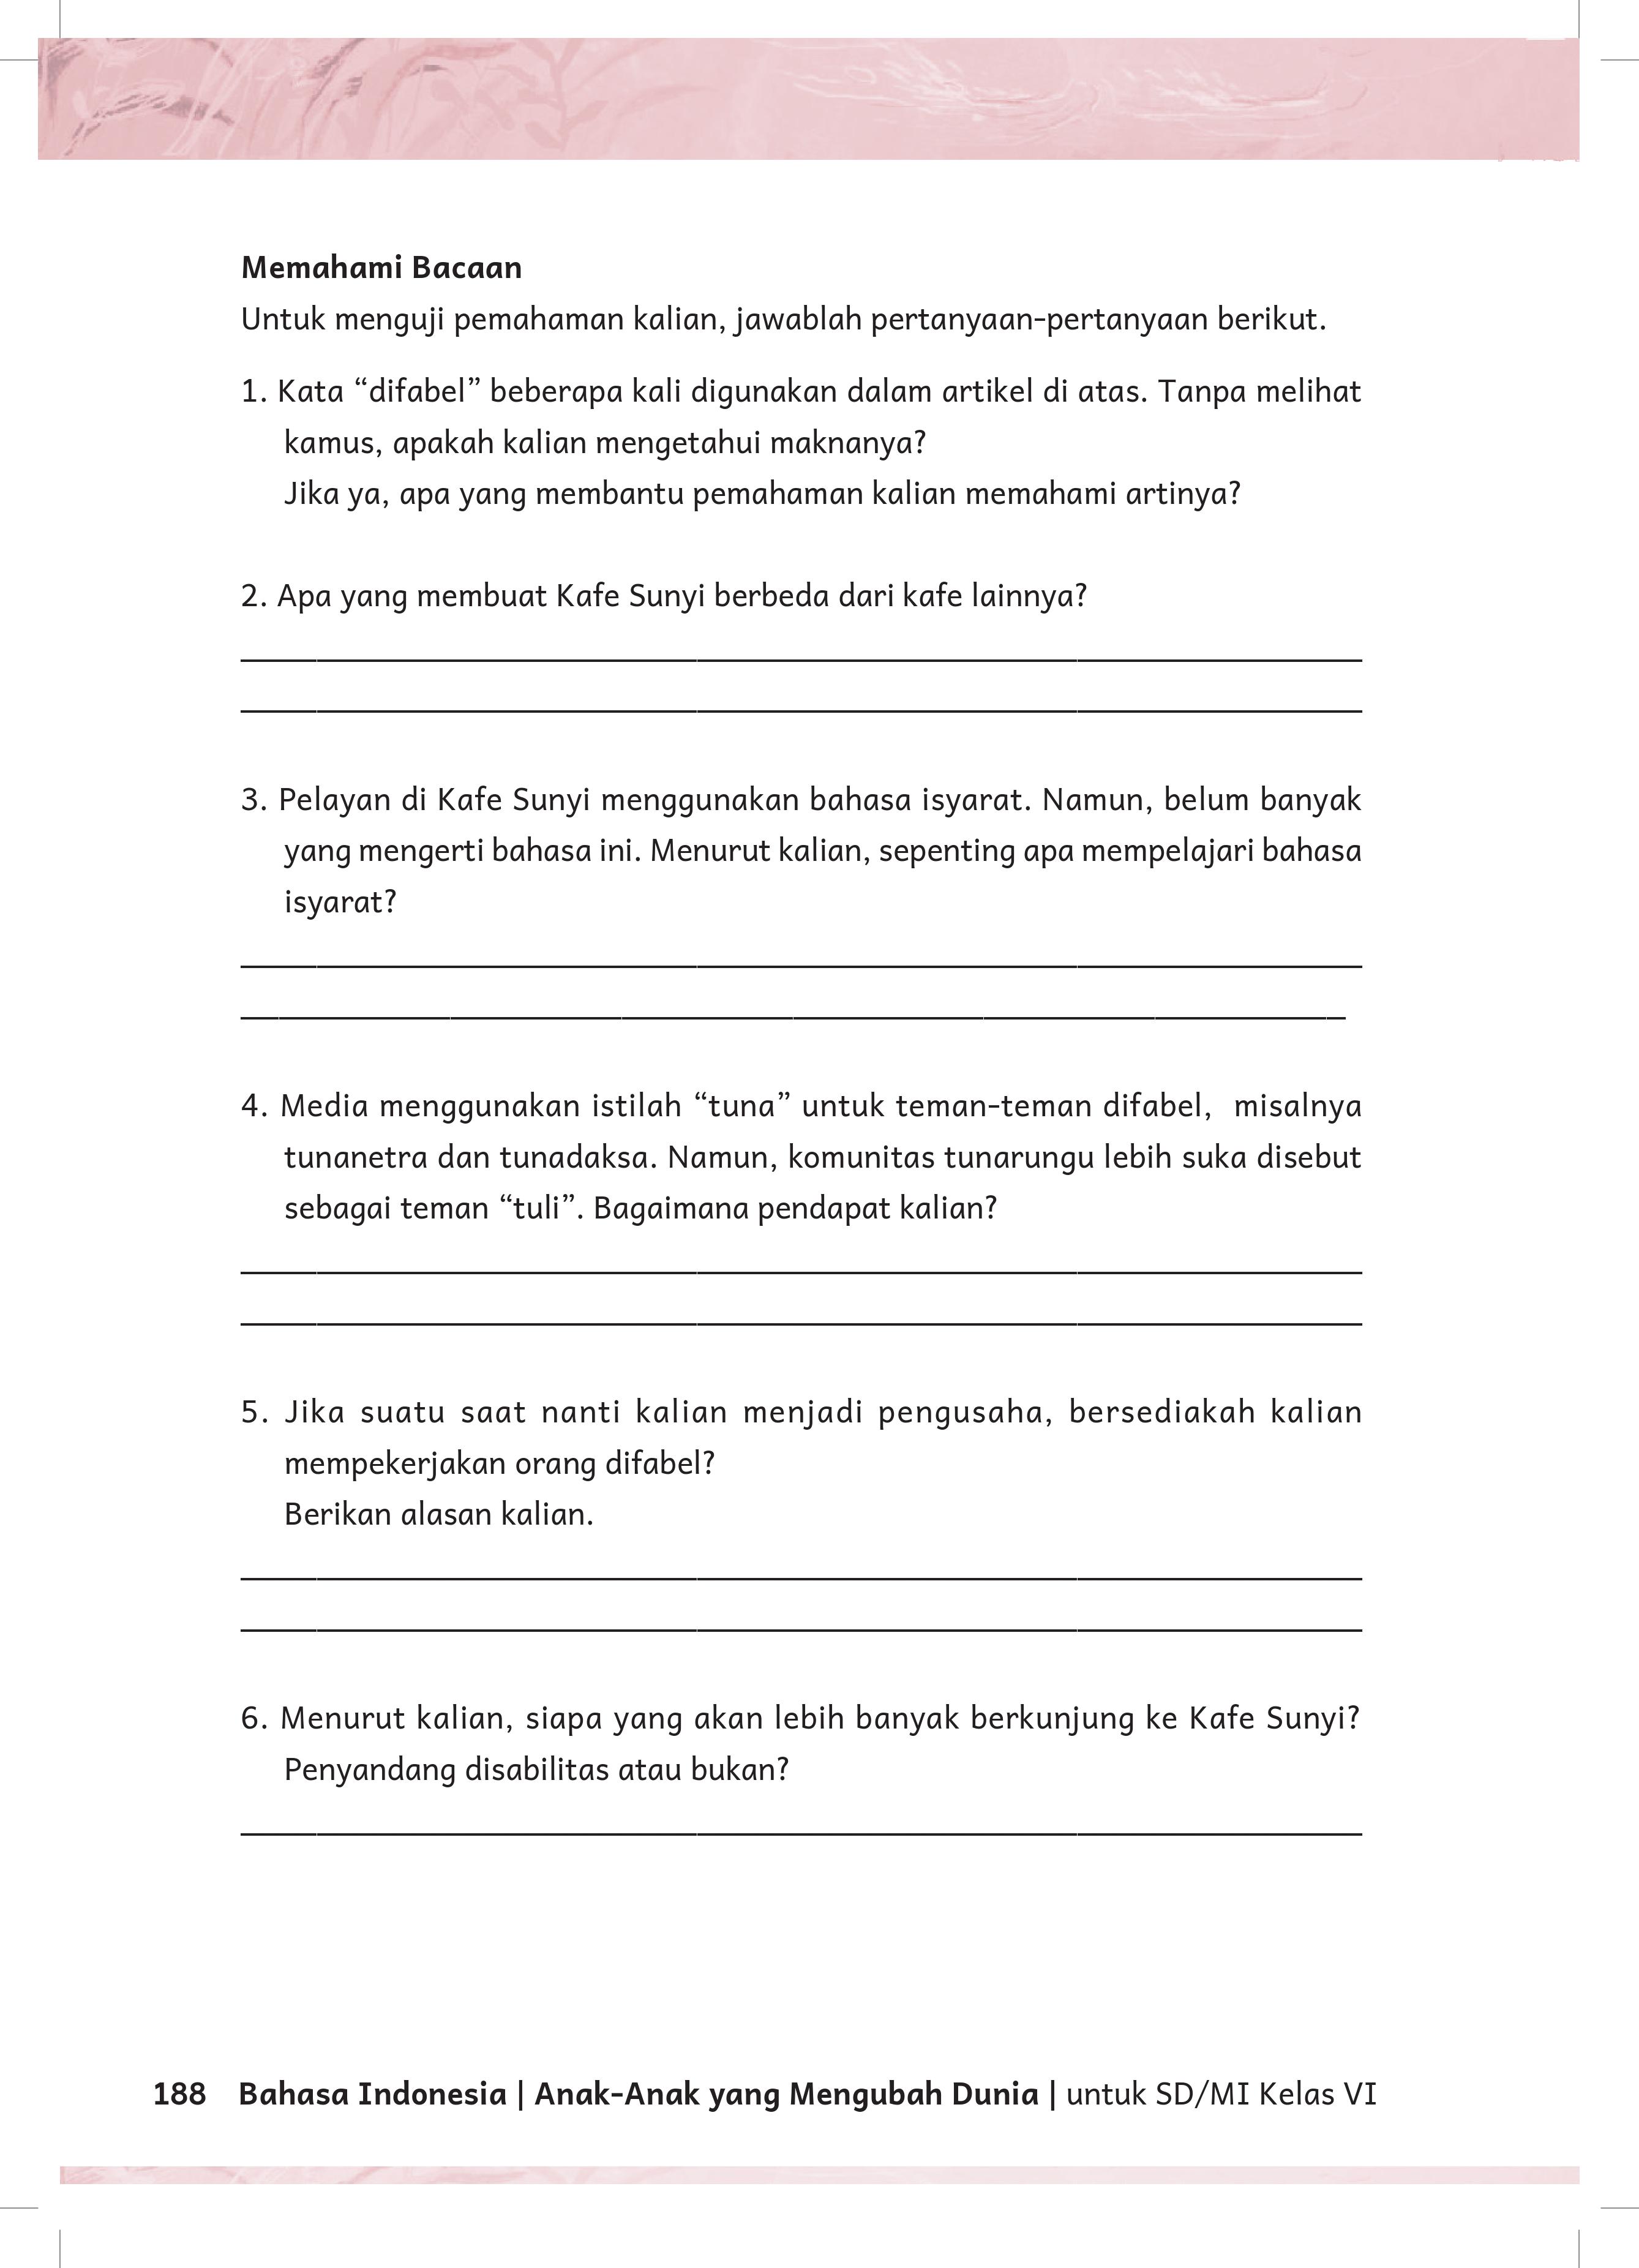 Memahami Bacaan
Untuk menguji pemahaman kalian, jawablah pertanyaan-pertanyaan berikut.
1. Kata “difabel” beberapa kali digunakan dalam artikel di atas. Tanpa melihat
kamus, apakah kalian mengetahui maknanya?
Jika ya, apa yang membantu pemahaman kalian memahami artinya?
2. Apa yang membuat Kafe Sunyi berbeda dari kafe lainnya?
3. Pelayan di Kafe Sunyi menggunakan bahasa isyarat. Namun, belum banyak
yang mengerti bahasa ini. Menurut kalian, sepenting apa mempelajari bahasa
isyarat?
4. Media menggunakan istilah “tuna” untuk teman-teman difabel, misalnya
tunanetra dan tunadaksa. Namun, komunitas tunarungu lebih suka disebut
sebagai teman “tuli”. Bagaimana pendapat kalian?
5. Jika suatu saat nanti kalian menjadi pengusaha, bersediakah kalian
mempekerjakan orang difabel?
Berikan alasan kalian.
6. Menurut kalian, siapa yang akan lebih banyak berkunjung ke Kafe Sunyi?
Penyandang disabilitas atau bukan?
188 Bahasa Indonesia | Anak-Anak yang Mengubah Dunia | untuk SD/MI Kelas VI